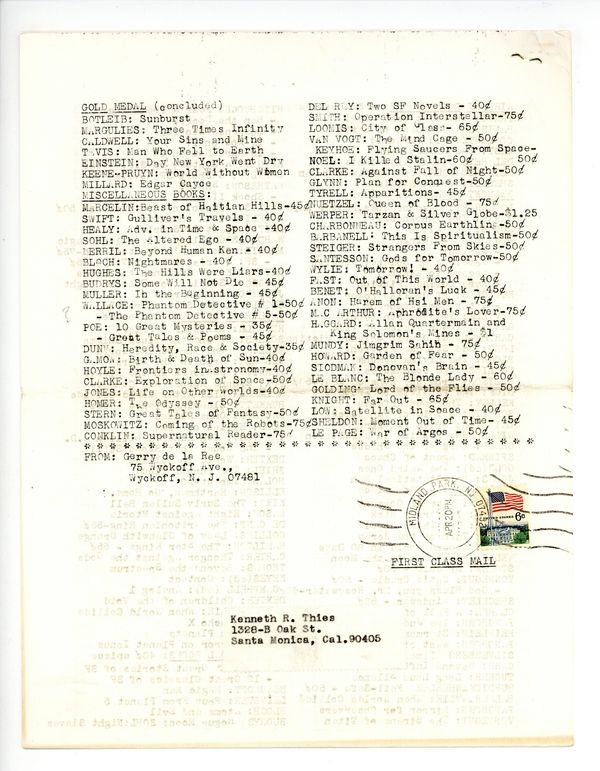 GOLD MEDAL (concluded)
BOTLEIB: Sunburst
MARGULIES: Three Times Infinity
CALDWELL: Your Sins and Mine
TEVIS: Man Who Fell to Earth
EINSTEIN: Day New York Went Dry
KEENE-PRUYN: World Without Women
MILLARD: Edgar Cayce
MISCELLANEOUS BOOKS:
MARCELIN:Beast of Haitian Hills-45¢
SWIFT: Gulliver's Travels - 40¢
HEALY: Adv. in Time & Space -40¢
SOHL: The Altered Ego - 40¢
MERRIL: Beyond Human Ken - 40¢
BLOCH: Nightmares - 40¢
HUGHES: The Hills Were Liars-40¢
BUDRYS: Some Will Not Die - 45¢
MULLER: In the Beginning - 45¢
WALLACE: Phantom Detective # 1-50¢
- The Phantom Detective # 5-50¢
POE: 10 Great Mysteries - 35¢
- Great Tales & Poems - 45¢
DUNN: Heredity, Race & Society-35¢
GAMOW: Birth & Death of Sun-40¢
HOYLE: Frontiers in Astronomy-40¢
CLARKE: Exploration of Space-50¢
JONES: Life on Other Worlds-40¢
HOMER: The Odyssey - 50¢
STERN: Great Tales of Fantasy-50¢
MOSKOWITZ: Coming of the Robots-75¢
CONKLIN: Supernatural Reader-75¢
DEL REY: Two SF Novels - 40¢
SMITH: Operation Interstellar-75¢
LOOMIS: City of Glass- 65¢
VAN VOGT: The Mind Cage - 50¢
KEYHOE: Flying Saucers From Space-
NOEL: I Killed Stalin-60¢ 50¢
CLARKE: Against Fall of Night-50¢
GLYNN: Plan for Conquest-50¢
TYRELL: Apparitions- 45¢
NUETZEL: Queen of Blood - 75¢
WERPER: Tarzan & Silver Globe-$1.25
CHARBONNEAU: Corpus Earthling-50¢
BARBANELL: This Is Spiritualism-50¢
STEIGER: Strangers From Skies-50¢
SANTESSON: Gods for Tomorrow-50¢
WYLIE: Tomorrow! - 40¢
FAST: Out of This World - 40¢
BENET: O'Halloran's Luck - 45¢
ANON: Harem of Hsi Men - 75¢
MAC ARTHUR: Aphrodite's Lover-75¢
HAGGARD: Allan Quartermain and
King Solomon's Mines - $1
MUNDY: Jimgrim Sahib - 75¢
HOWARD: Garden of Fear - 50¢
SIODMAK: Donovan's Brain - 45¢
LE BLANC: The Blonde Lady - 60¢
GOLDING: Lord of the Flies - 50¢
KNIGHT: Far Out - 65¢
LOW: Satellite in Space - 40¢
SHELDON: Moment Out of Time- 45¢
LE PAGE: War of Argos - 50¢
FROM: Gerry de la Ree
75 Wyckoff Ave.,
Wyckoff, N. J. 07481
MIDLAND PARK, NJ
APR 20 PM
6¢
FIRST CLASS MAIL
Kenneth R. Thies
1328-B Oak St.
Santa Monica, Cal.90405